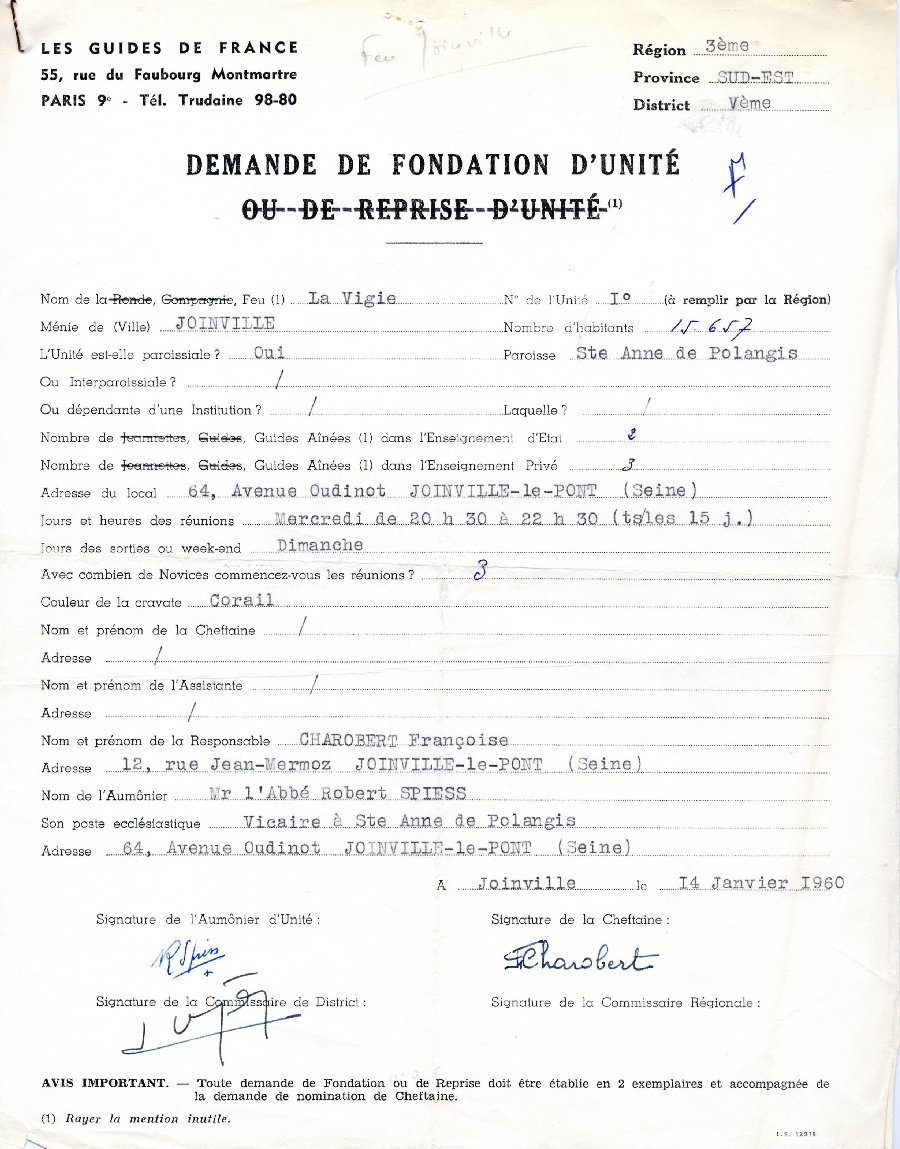 Feu Joinville
LES GUIDES DE FRANCE
55, rue du Faubourg Montmartre
PARIS 9e - Tél. Trudaine 98-80
Région 3ème
Province SUD-EST
District Vème
DEMANDE DE FONDATION D'UNITÉ
OU DE REPRISE D'UNITÉ (1)
Nom de la Ronde, Compagnie, Feu (1) La Vigie N° de l'Unité I° (à remplir par la Région)
Ménie de (Ville) JOINVILLE Nombre d'habitants 15.657
L'Unité est-elle paroissiale ? Oui Paroisse Ste Anne de Polangis
Ou Interparoissiale ? /
Ou dépendante d'une Institution ? / Laquelle ? /
Nombre de Jeannettes, Guides, Guides Aînées (1) dans l'Enseignement d'Etat 2
Nombre de Jeannettes, Guides, Guides Aînées (1) dans l'Enseignement Privé 3
Adresse du local 64, Avenue Oudinot JOINVILLE-le-PONT (Seine)
Jours et heures des réunions Mercredi de 20 h 30 à 22 h 30 (ts/les 15 j.)
Jours des sorties ou week-end Dimanche
Avec combien de Novices commencez-vous les réunions ? 3
Couleur de la cravate Corail
Nom et prénom de la Cheftaine /
Adresse /
Nom et prénom de l'Assistante /
Adresse /
Nom et prénom de la Responsable CHAROBERT Françoise
Adresse 12, rue Jean-Mermoz JOINVILLE-le-PONT (Seine)
Nom de l'Aumônier Mr l'Abbé Robert SPIESS
Son poste ecclésiastique Vicaire à Ste Anne de Polangis
Adresse 64, Avenue Oudinot JOINVILLE-le-PONT (Seine)
A Joinville le I4 Janvier I960
Signature de l'Aumônier d'Unité : Signature de la Cheftaine :
R Spiess FCharobert
Signature de la Commissaire de District : Signature de la Commissaire Régionale :
AVIS IMPORTANT. — Toute demande de Fondation ou de Reprise doit être établie en 2 exemplaires et accompagnée de
la demande de nomination de Cheftaine.
(1) Rayer la mention inutile.